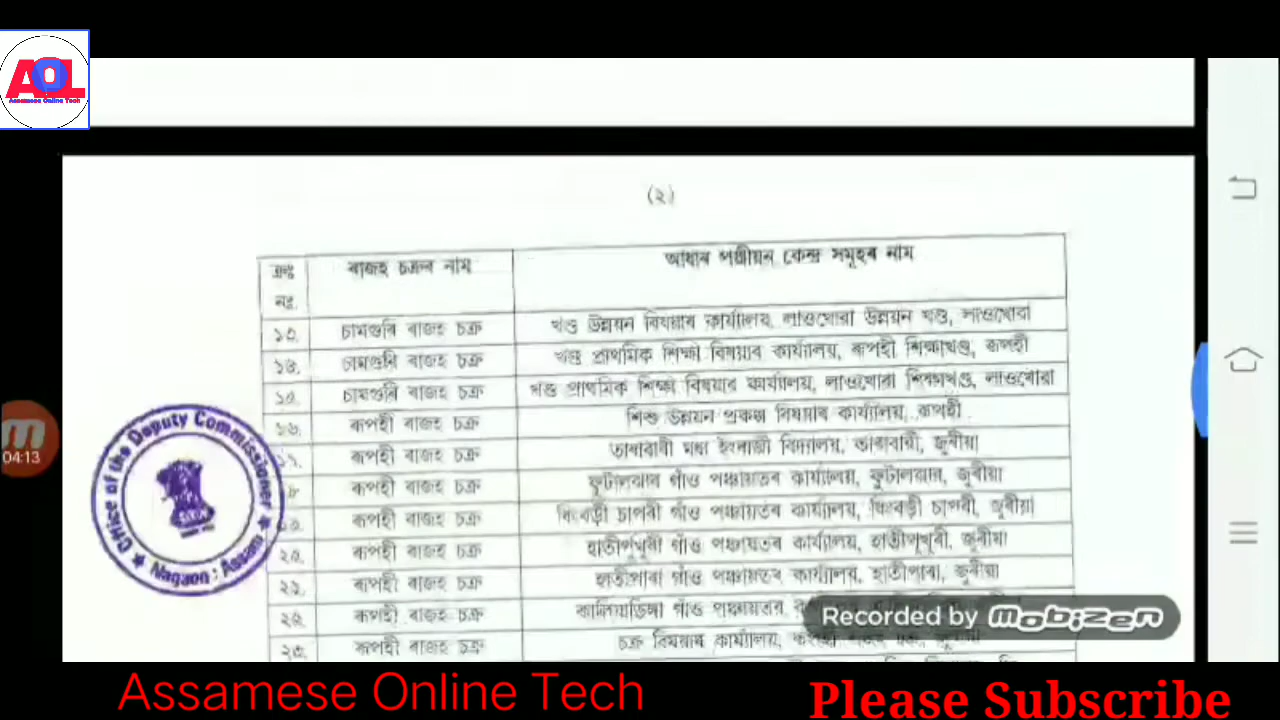 AOL
Assamese Online Tech
(২)
ক্রঃ নং. ৰাজহ চক্ৰৰ নাম আধাৰ পঞ্জীয়ন কেন্দ্ৰ সমূহৰ নাম
১৩. চামগুৰি ৰাজহ চক্ৰ খণ্ড উন্নয়ন বিষয়াৰ কাৰ্য্যালয়, লাওখোৱা উন্নয়ন খণ্ড, লাওখোৱা
১৪. চামগুৰি ৰাজহ চক্ৰ খণ্ড প্ৰাথমিক শিক্ষা বিষয়াৰ কাৰ্য্যালয়, ৰূপহী শিক্ষাখণ্ড, ৰূপহী
১৫. চামগুৰি ৰাজহ চক্ৰ খণ্ড প্ৰাথমিক শিক্ষা বিষয়াৰ কাৰ্য্যালয়, লাওখোৱা শিক্ষাখণ্ড, লাওখোৱা
১৬. ৰূপহী ৰাজহ চক্ৰ শিশু উন্নয়ন প্ৰকল্প বিষয়াৰ কাৰ্য্যালয়, ৰূপহী
১৭. ৰূপহী ৰাজহ চক্ৰ মধ্য ইংৰাজী বিদ্যালয়, জুৰীয়া
৮ ৰূপহী ৰাজহ চক্ৰ গাঁও পঞ্চায়তৰ কাৰ্য্যালয়, জুৰীয়া
ৰূপহী ৰাজহ চক্ৰ চাপৰী গাঁও পঞ্চায়তৰ কাৰ্য্যালয়, চাপৰী, জুৰীয়া
২০. ৰূপহী ৰাজহ চক্ৰ হাতীপুখুৰী গাঁও পঞ্চায়তৰ কাৰ্য্যালয়, হাতীপুখুৰী, জুৰীয়া
২১. ৰূপহী ৰাজহ চক্ৰ হাতীপাৰা গাঁও পঞ্চায়তৰ কাৰ্য্যালয়, হাতীপাৰা, জুৰীয়া
২২. ৰূপহী ৰাজহ চক্ৰ গাঁও পঞ্চায়তৰ
২৩. ৰূপহী ৰাজহ চক্ৰ চক্ৰ বিষয়াৰ কাৰ্য্যালয়,
Office of the Deputy Commissioner
Nagaon : Assam
04:13
Recorded by mobizen
Assamese Online Tech
Please Subscribe